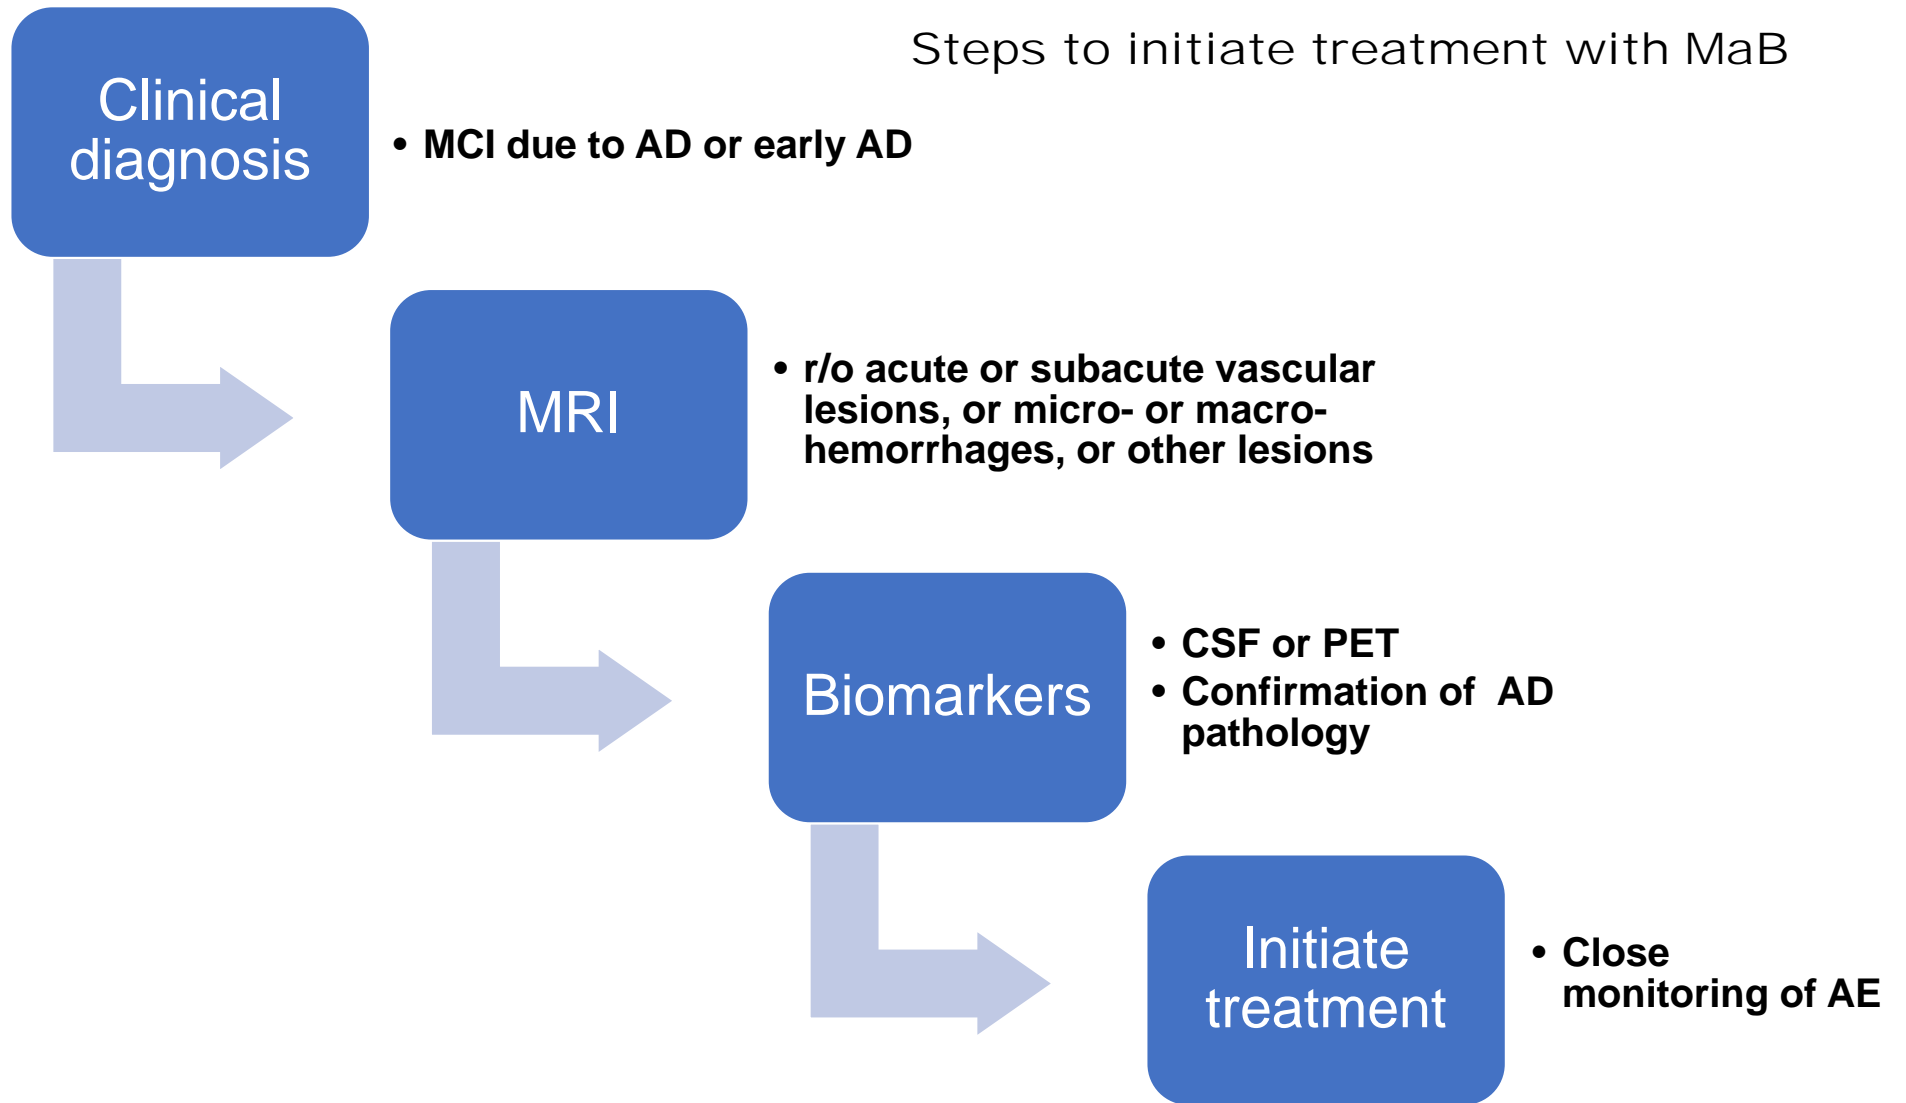 Steps to initiate treatment with MaB
Clinical
diagnosis
• MCI due to AD or early AD
MRI
• r/o acute or subacute vascular
lesions, or micro- or macro-
hemorrhages, or other lesions
Biomarkers
• CSF or PET
• Confirmation of  AD
pathology
Initiate
treatment
• Close
monitoring of AE